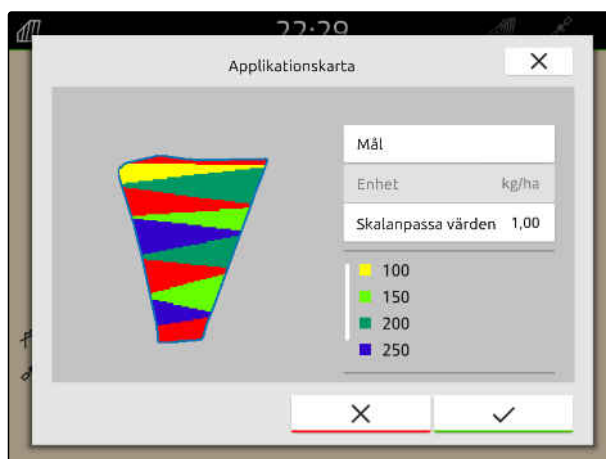 22:29
Applikationskarta
Mål
Enhet kg/ha
Skalanpassa värden 1,00
100
150
200
250